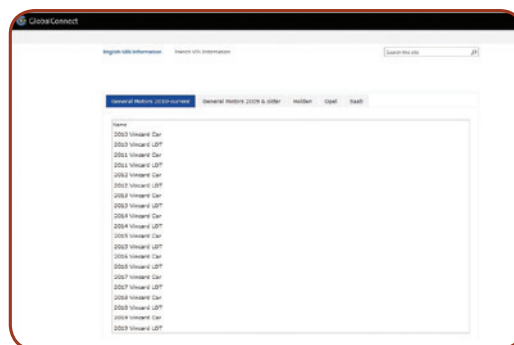 GlobalConnect
English VIN Information French VIN Information Search this site
General Motors 2010-current General Motors 2009 & older Holden Opel Saab
Name
2010 Vincard Car
2010 Vincard LDT
2011 Vincard Car
2011 Vincard LDT
2012 Vincard Car
2012 Vincard LDT
2013 Vincard Car
2013 Vincard LDT
2014 Vincard Car
2014 Vincard LDT
2015 Vincard Car
2015 Vincard LDT
2016 Vincard Car
2016 Vincard LDT
2017 Vincard Car
2017 Vincard LDT
2018 Vincard Car
2018 Vincard LDT
2019 Vincard Car
2019 Vincard LDT